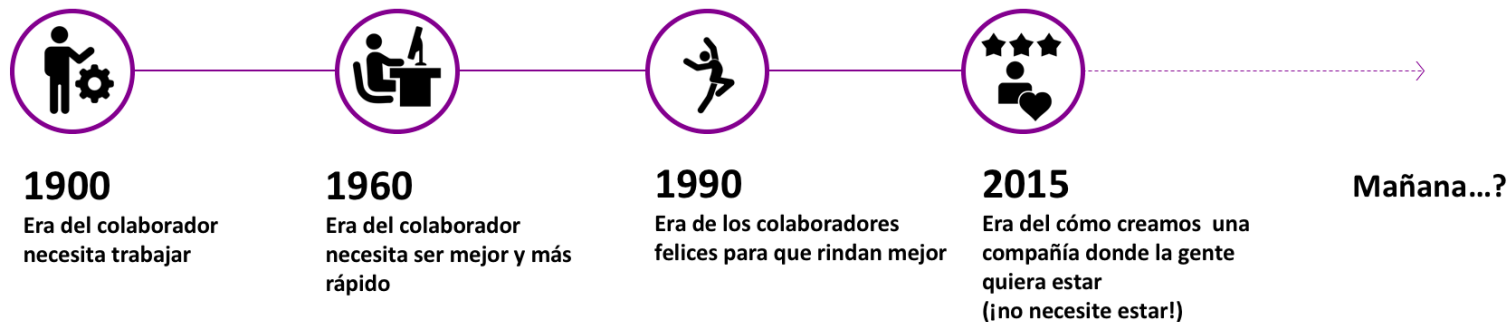 1900
Era del colaborador
necesita trabajar
1960
Era del colaborador
necesita ser mejor y más
rápido
1990
Era de los colaboradores
felices para que rindan mejor
2015
Era del cómo creamos una
compañía donde la gente
quiera estar
(¡no necesite estar!)
Mañana...?